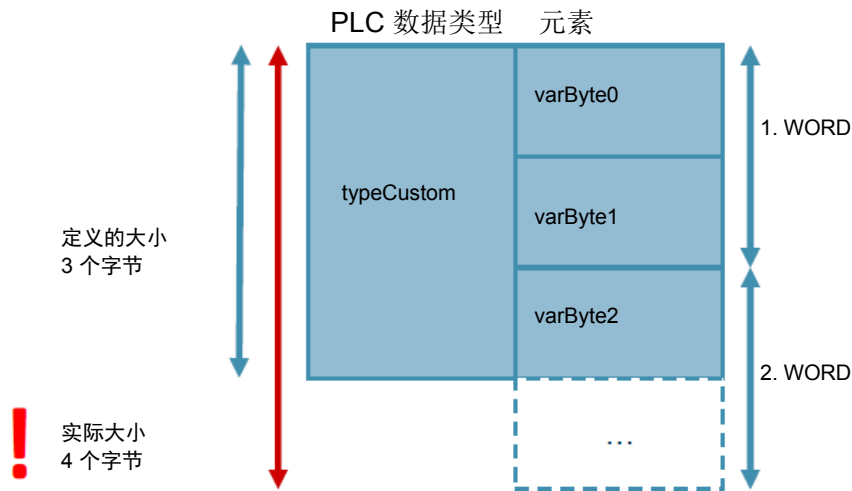 PLC 数据类型 元素
varByte0
1. WORD
typeCustom
varByte1
定义的大小
3 个字节
varByte2
2. WORD
实际大小
4 个字节
...
!